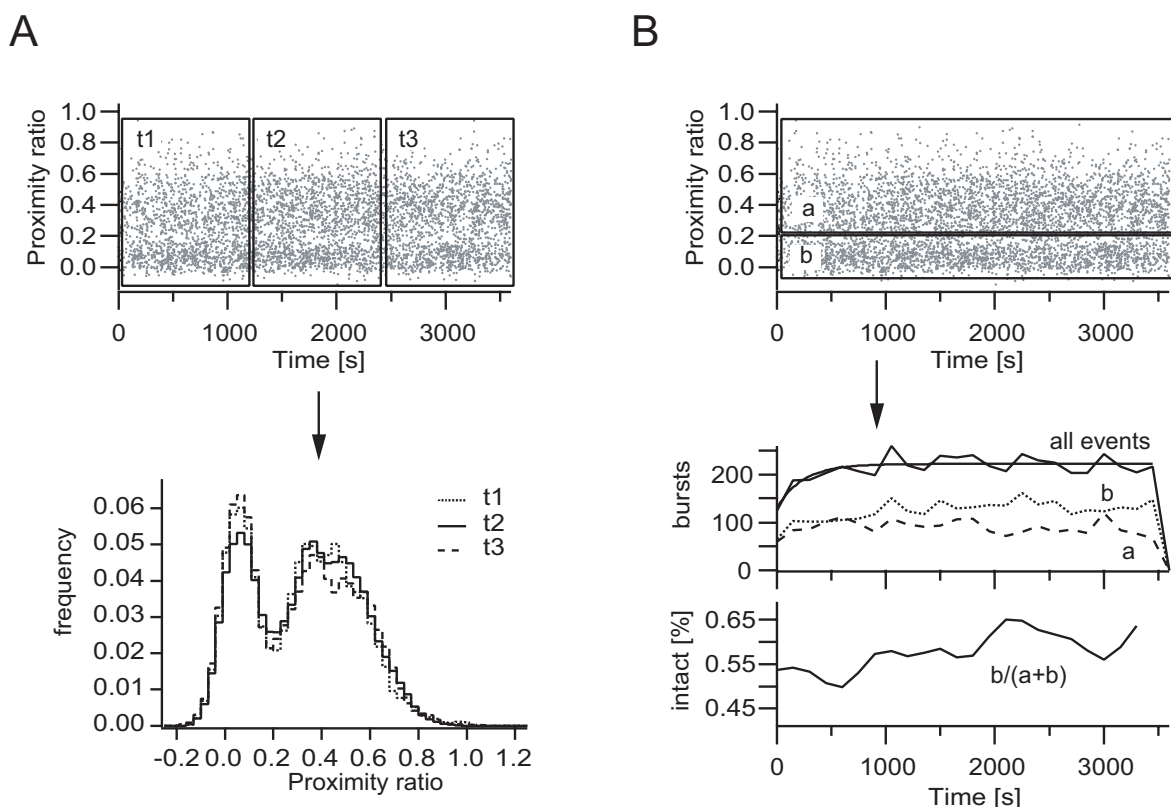 A
Proximity ratio
1.0
0.8
0.6
0.4
0.2
0.0
t1
t2
t3
0
1000
2000
3000
Time [s]
frequency
0.06
0.05
0.04
0.03
0.02
0.01
0.00
t1
t2
t3
-0.2
0.0
0.2
0.4
0.6
0.8
1.0
1.2
Proximity ratio
B
Proximity ratio
1.0
0.8
0.6
0.4
0.2
0.0
a
b
0
1000
2000
3000
Time [s]
bursts
200
100
0
all events
b
a
intact [%]
0.65
0.55
0.45
b/(a+b)
0
1000
2000
3000
Time [s]